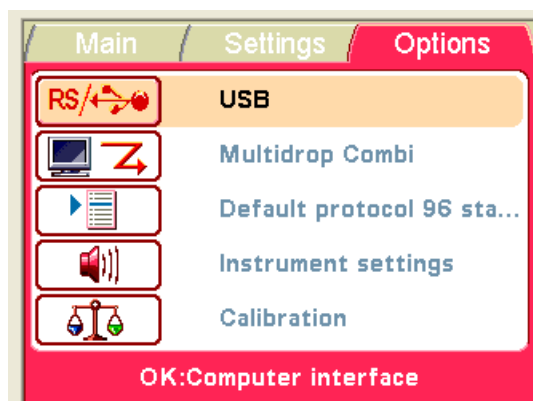 Main Settings Options
RS/ USB
Multidrop Combi
Default protocol 96 sta...
Instrument settings
Calibration
OK:Computer interface